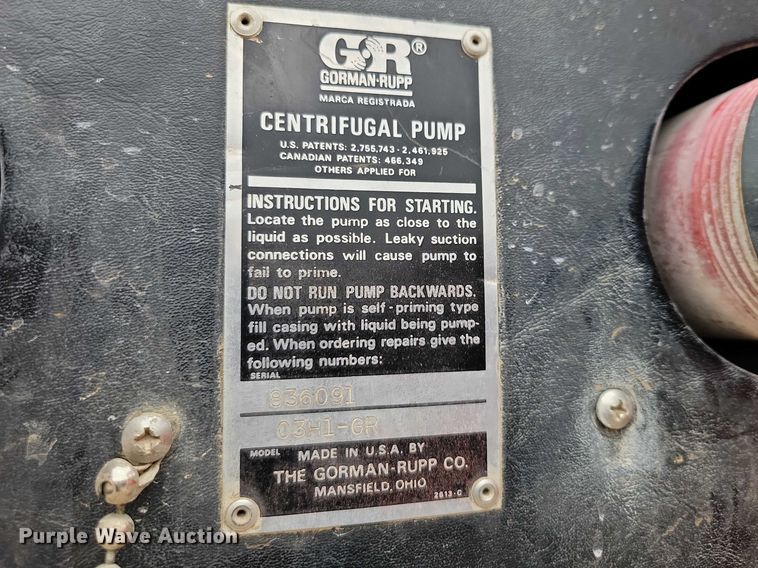 GR®
GORMAN-RUPP
MARCA REGISTRADA
CENTRIFUGAL PUMP
U.S. PATENTS: 2,755,743 - 2,461,925
CANADIAN PATENTS: 466,349
OTHERS APPLIED FOR
INSTRUCTIONS FOR STARTING.
Locate the pump as close to the
liquid as possible. Leaky suction
connections will cause pump to
fail to prime.
DO NOT RUN PUMP BACKWARDS.
When pump is self-priming type
fill casing with liquid being pump-
ed. When ordering repairs give the
following numbers:
SERIAL
836091
03H1-GR
MODEL
MADE IN U.S.A. BY
THE GORMAN-RUPP CO.
MANSFIELD, OHIO
2613-C
Purple Wave Auction